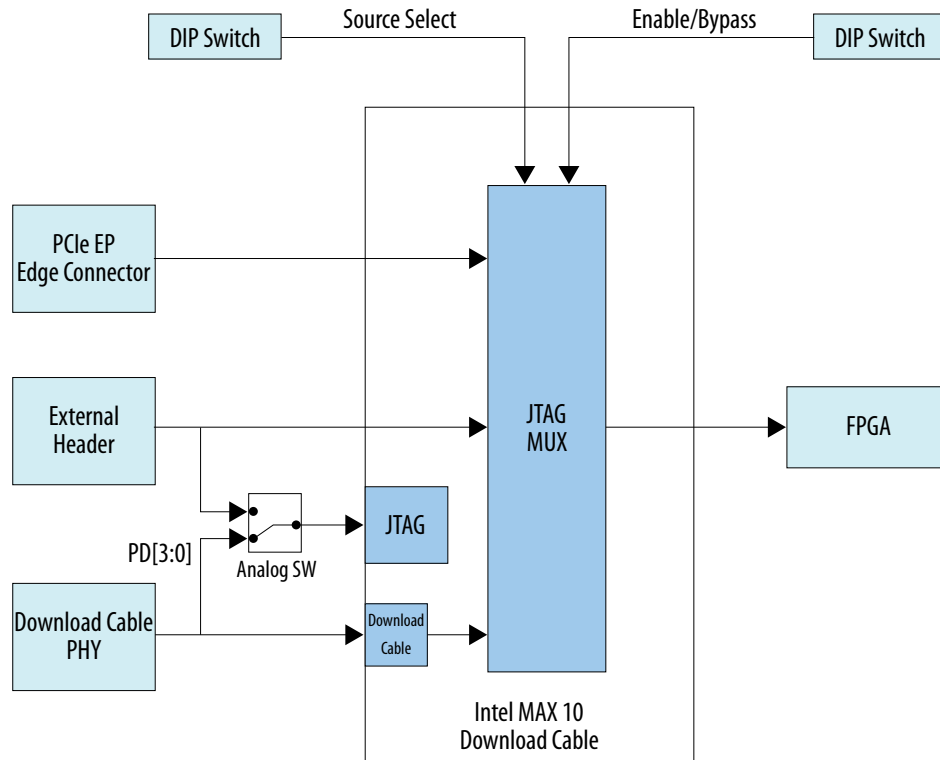 Source Select
Enable/Bypass
DIP Switch
DIP Switch
PCIe EP
Edge Connector
External
Header
JTAG
MUX
FPGA
JTAG
PD[3:0]
Analog SW
Download Cable
PHY
Download
Cable
Intel MAX 10
Download Cable